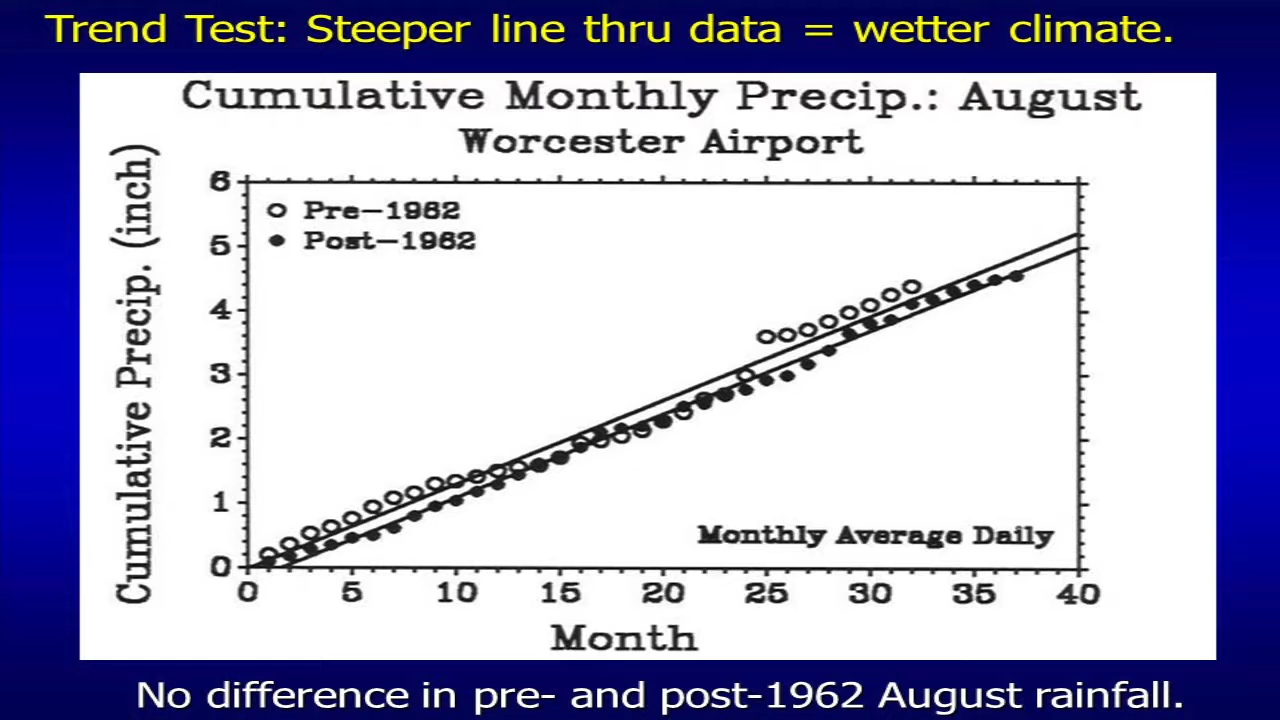 Trend Test: Steeper line thru data = wetter climate.
Cumulative Monthly Precip.: August
Worcester Airport
Cumulative Precip. (inch)
6
5
4
3
2
1
0
Pre-1962
Post-1962
Monthly Average Daily
0 5 10 15 20 25 30 35 40
Month
No difference in pre- and post-1962 August rainfall.